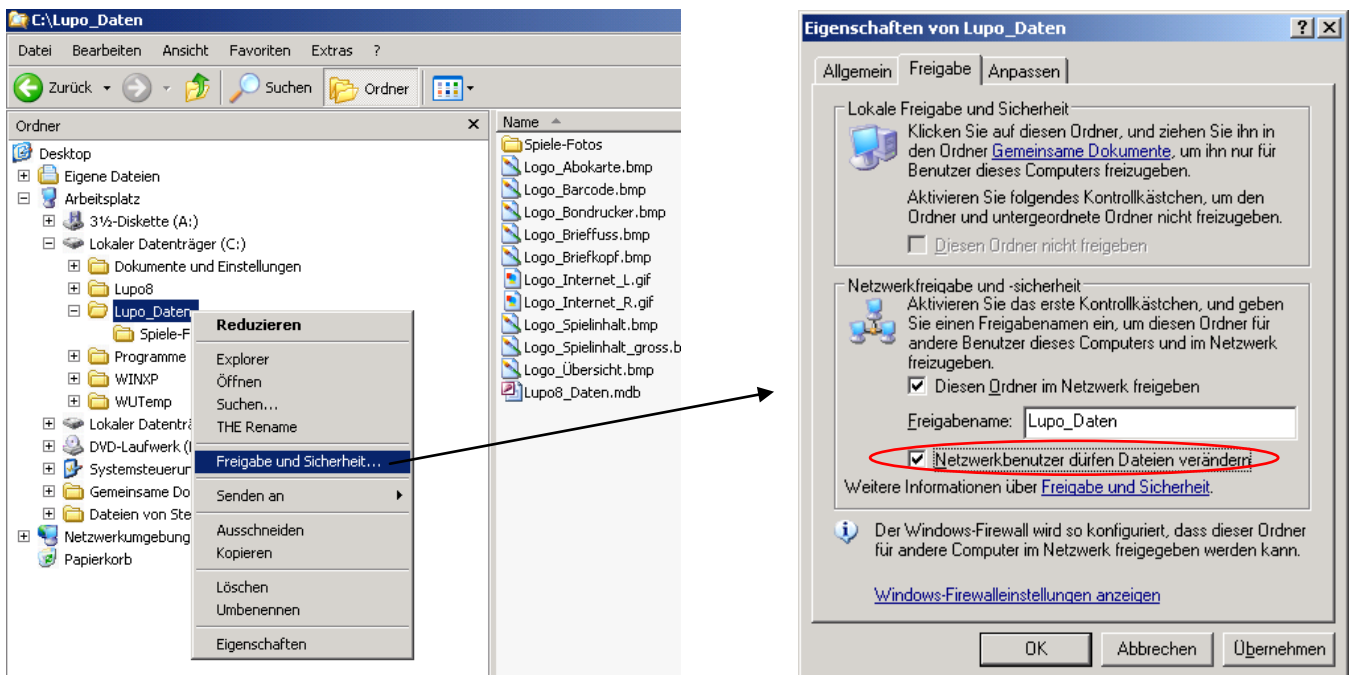 C:\Lupo_Daten
Datei Bearbeiten Ansicht Favoriten Extras ?
Zurück Suchen Ordner
Ordner x
Desktop
Eigene Dateien
Arbeitsplatz
3½-Diskette (A:)
Lokaler Datenträger (C:)
Dokumente und Einstellungen
Lupo8
Lupo_Daten
Spiele-F
Programme
WINXP
WUTemp
Lokaler Datenträ
DVD-Laufwerk (
Systemsteuerur
Gemeinsame Do
Dateien von Ste
Netzwerkumgebung
Papierkorb
Reduzieren
Explorer
Öffnen
Suchen...
THE Rename
Freigabe und Sicherheit...
Senden an
Ausschneiden
Kopieren
Löschen
Umbenennen
Eigenschaften
Name
Spiele-Fotos
Logo_Abokarte.bmp
Logo_Barcode.bmp
Logo_Bondrucker.bmp
Logo_Brieffuss.bmp
Logo_Briefkopf.bmp
Logo_Internet_L.gif
Logo_Internet_R.gif
Logo_Spielinhalt.bmp
Logo_Spielinhalt_gross.b
Logo_Übersicht.bmp
Lupo8_Daten.mdb
Eigenschaften von Lupo_Daten
Allgemein Freigabe Anpassen
Lokale Freigabe und Sicherheit
Klicken Sie auf diesen Ordner, und ziehen Sie ihn in
den Ordner Gemeinsame Dokumente, um ihn nur für
Benutzer dieses Computers freizugeben.
Aktivieren Sie folgendes Kontrollkästchen, um den
Ordner und untergeordnete Ordner nicht freizugeben.
Diesen Ordner nicht freigeben
Netzwerkfreigabe und -sicherheit
Aktivieren Sie das erste Kontrollkästchen, und geben
Sie einen Freigabenamen ein, um diesen Ordner für
andere Benutzer dieses Computers und im Netzwerk
freizugeben.
Diesen Ordner im Netzwerk freigeben
Freigabename: Lupo_Daten
Netzwerkbenutzer dürfen Dateien verändern
Weitere Informationen über Freigabe und Sicherheit.
Der Windows-Firewall wird so konfiguriert, dass dieser Ordner
für andere Computer im Netzwerk freigegeben werden kann.
Windows-Firewalleinstellungen anzeigen
OK Abbrechen Übernehmen